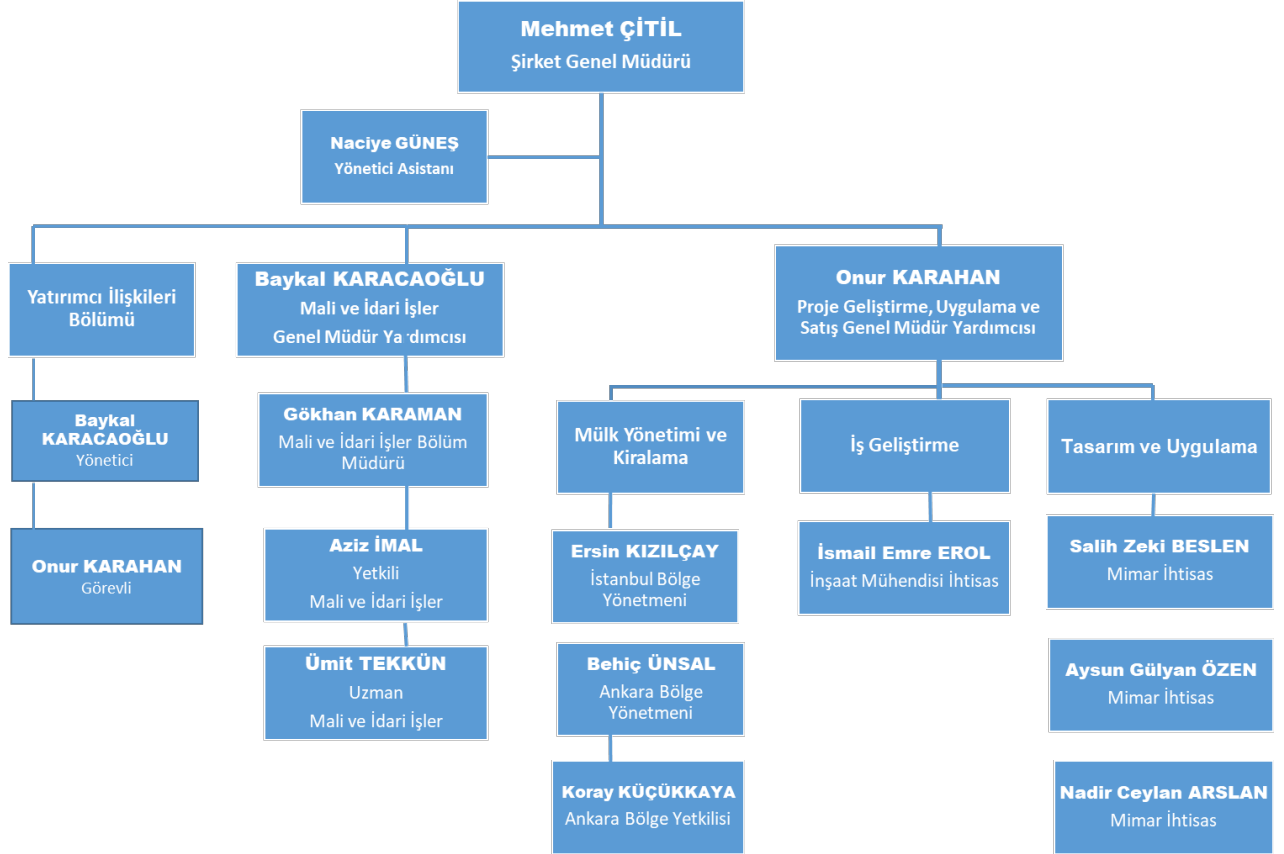 Mehmet ÇİTİL
Şirket Genel Müdürü
Naciye GÜNEŞ
Yönetici Asistanı
Yatırımcı İlişkileri
Bölümü
Baykal
KARACAOĞLU
Yönetici
Onur KARAHAN
Görevli
Baykal KARACAOĞLU
Mali ve İdari İşler
Genel Müdür Yardımcısı
Gökhan KARAMAN
Mali ve İdari İşler Bölüm
Müdürü
Aziz İMAL
Yetkili
Mali ve İdari İşler
Ümit TEKKÜN
Uzman
Mali ve İdari İşler
Onur KARAHAN
Proje Geliştirme, Uygulama ve
Satış Genel Müdür Yardımcısı
Mülk Yönetimi ve
Kiralama
Ersin KIZILÇAY
İstanbul Bölge
Yönetmeni
Behiç ÜNSAL
Ankara Bölge
Yönetmeni
Koray KÜÇÜKKAYA
Ankara Bölge Yetkilisi
İş Geliştirme
İsmail Emre EROL
İnşaat Mühendisi İhtisas
Tasarım ve Uygulama
Salih Zeki BESLEN
Mimar İhtisas
Aysun Gülyan ÖZEN
Mimar İhtisas
Nadir Ceylan ARSLAN
Mimar İhtisas